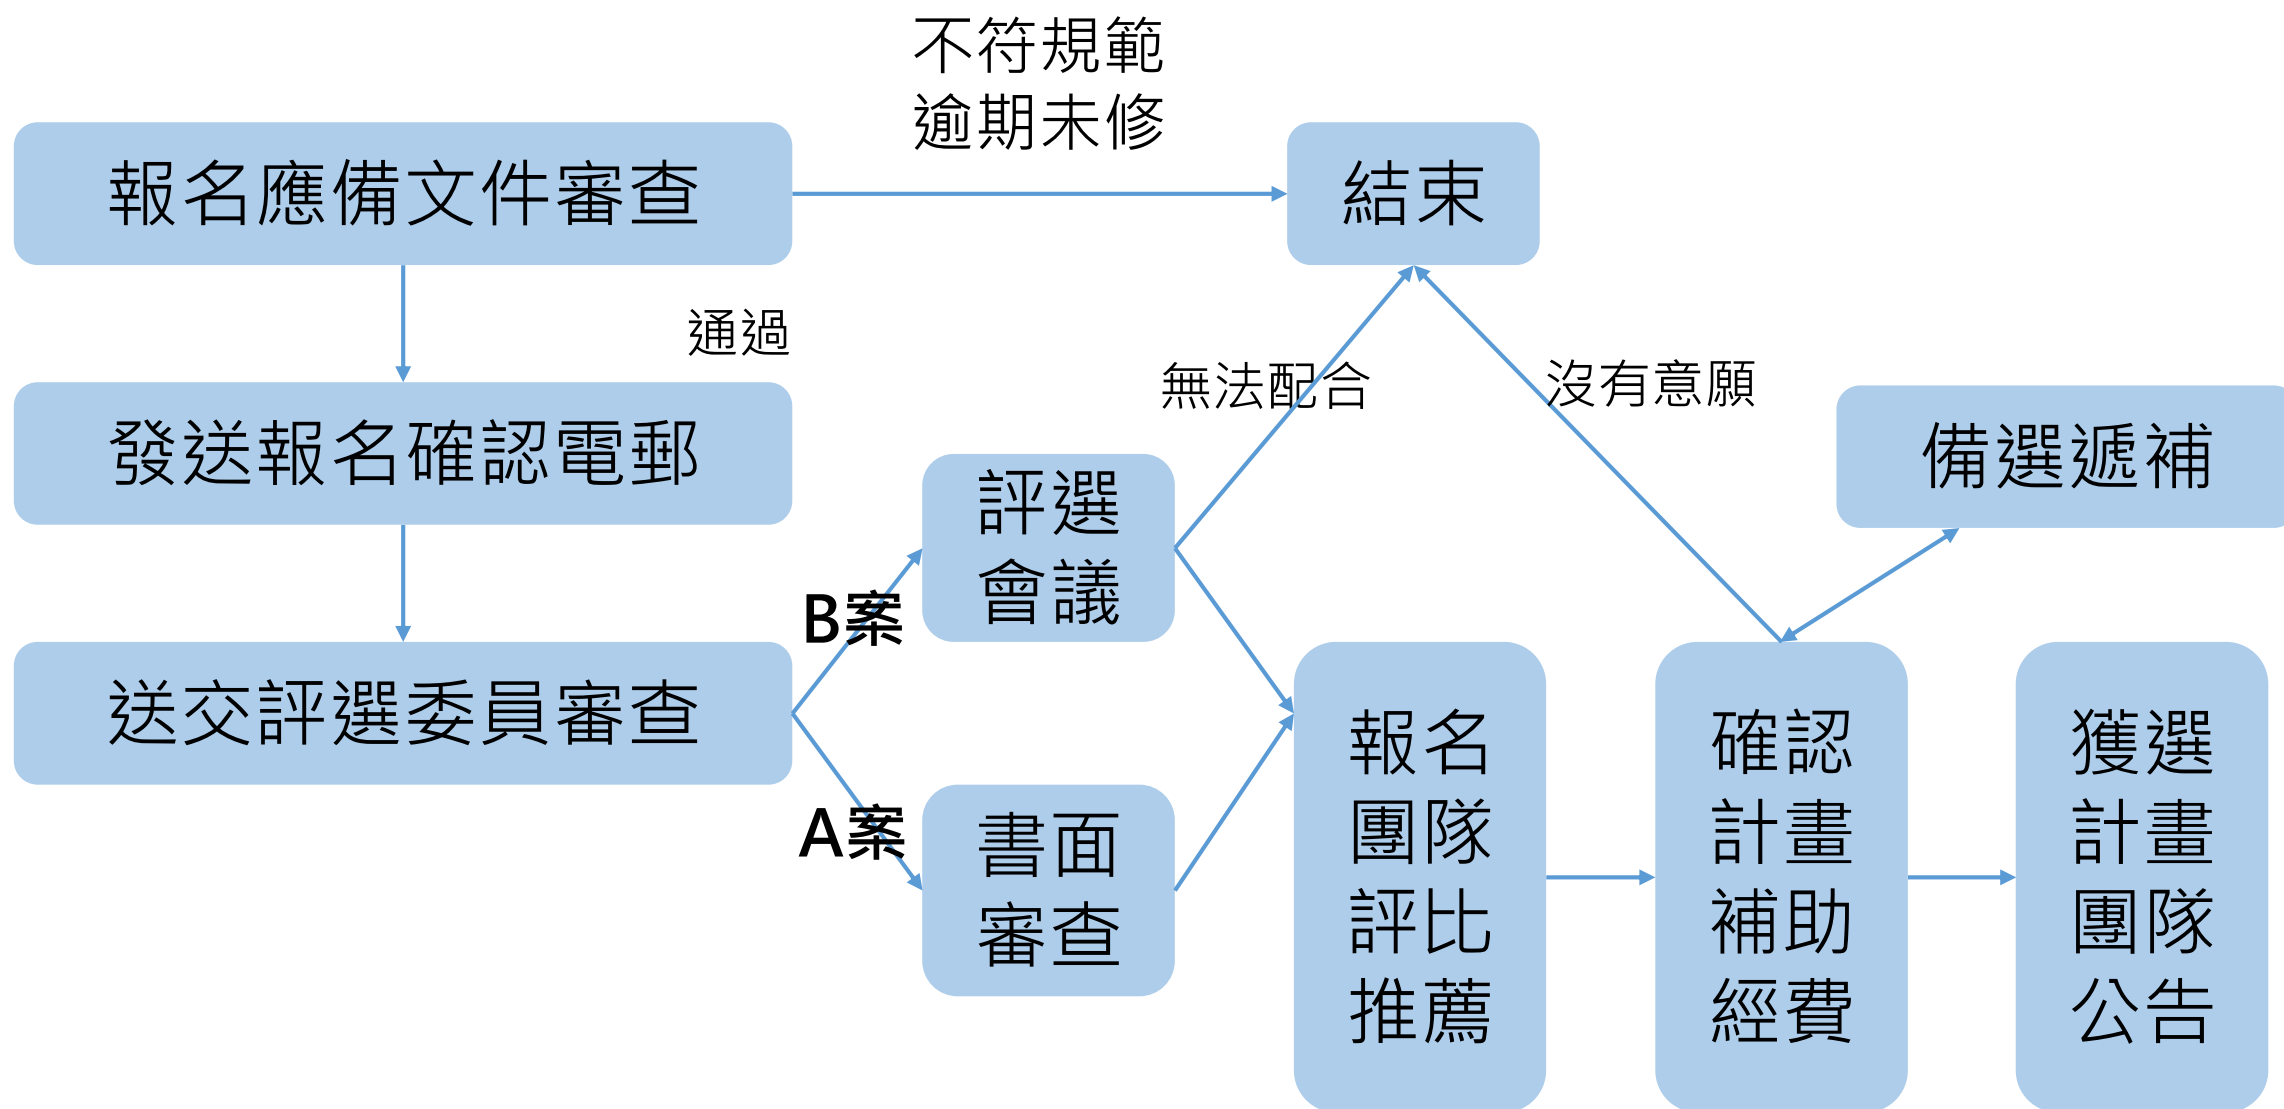 不符規範
逾期未修
報名應備文件審查
結束
通過
無法配合
沒有意願
發送報名確認電郵
備選遞補
評選
會議
B案
送交評選委員審查
A案
書面
審查
報名
團隊
評比
推薦
確認
計畫
補助
經費
獲選
計畫
團隊
公告